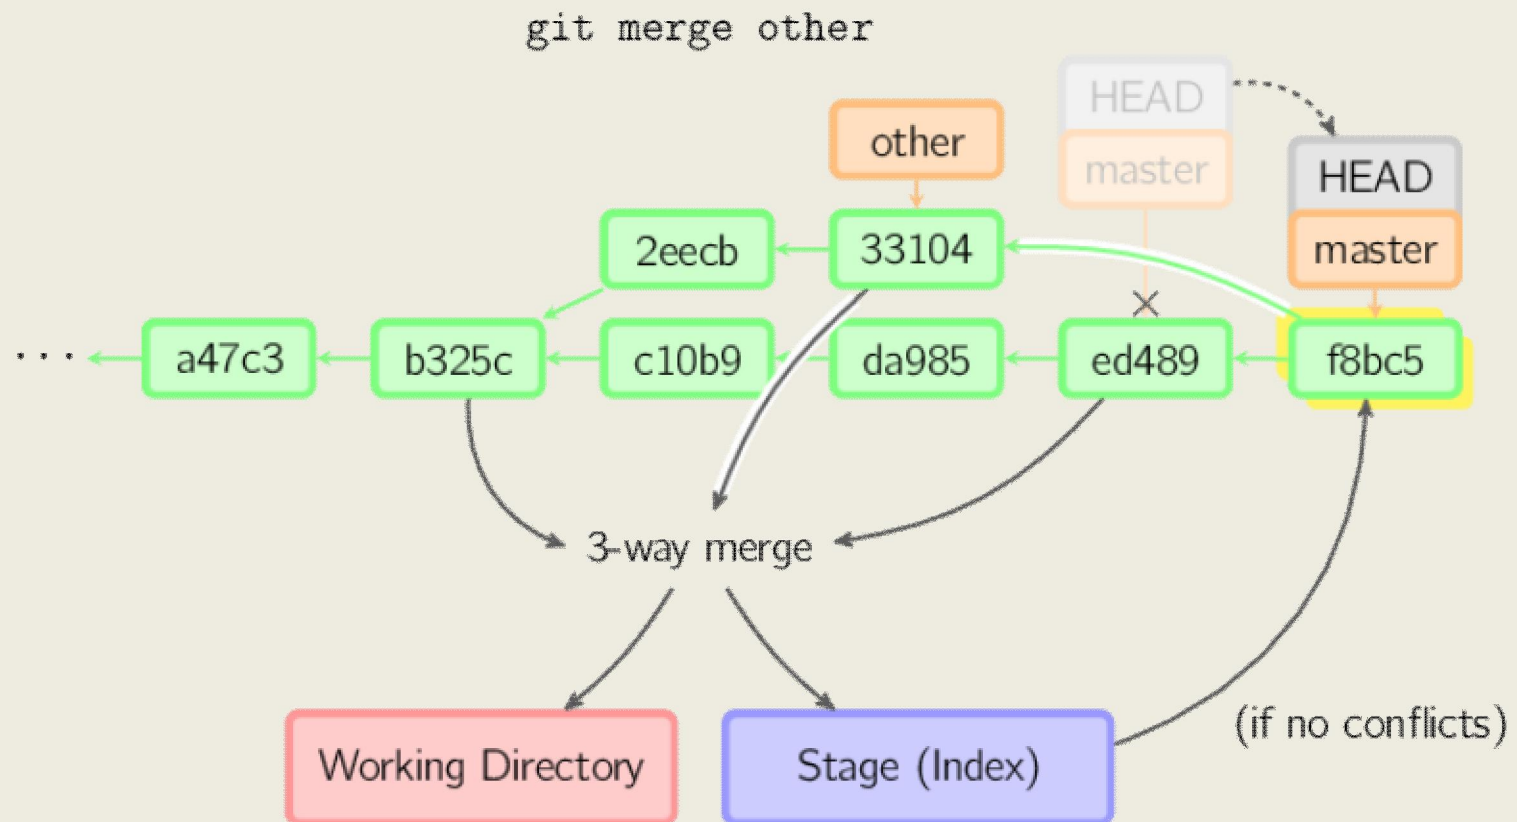 git merge other
HEAD
master
other
HEAD
master
2eecb
33104
... a47c3 b325c c10b9 da985 ed489 f8bc5
3-way merge
(if no conflicts)
Working Directory
Stage (Index)